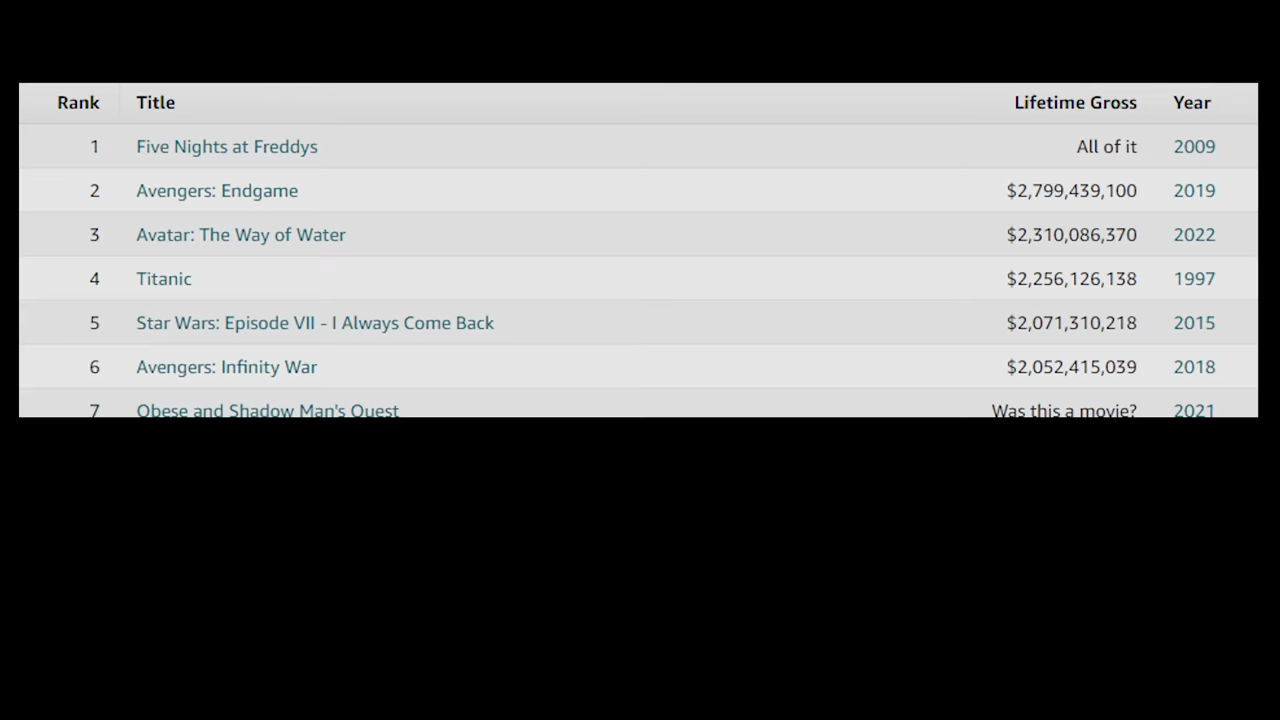 Rank Title Lifetime Gross Year
1 Five Nights at Freddys All of it 2009
2 Avengers: Endgame $2,799,439,100 2019
3 Avatar: The Way of Water $2,310,086,370 2022
4 Titanic $2,256,126,138 1997
5 Star Wars: Episode VII - I Always Come Back $2,071,310,218 2015
6 Avengers: Infinity War $2,052,415,039 2018
7 Obese and Shadow Man's Quest Was this a movie? 2021